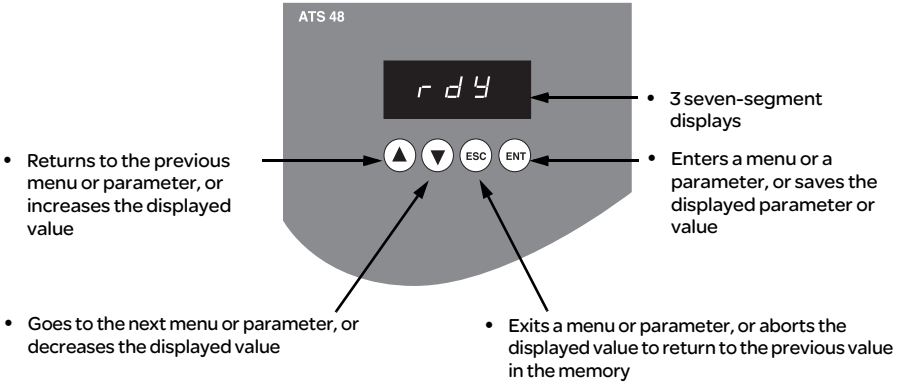 ATS 48
rdY
• 3 seven-segment
displays
ESC ENT
• Returns to the previous
menu or parameter, or
increases the displayed
value
• Enters a menu or a
parameter, or saves the
displayed parameter or
value
• Goes to the next menu or parameter, or
decreases the displayed value
• Exits a menu or parameter, or aborts the
displayed value to return to the previous value
in the memory